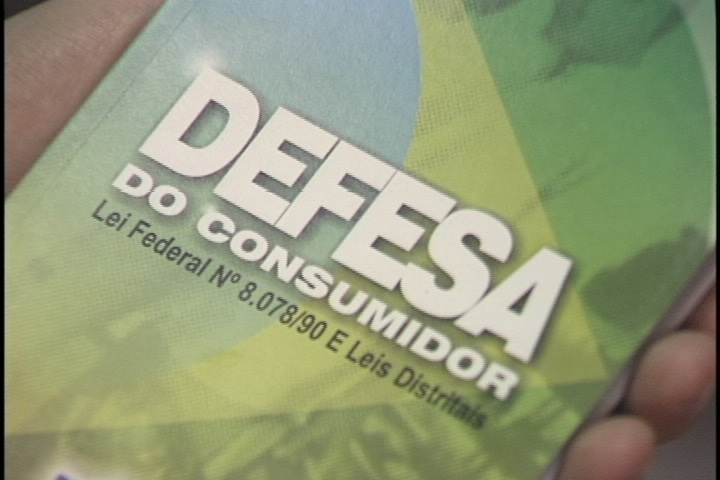 DEFESA
DO CONSUMIDOR
Lei Federal Nº 8.078/90 E Leis Distritais